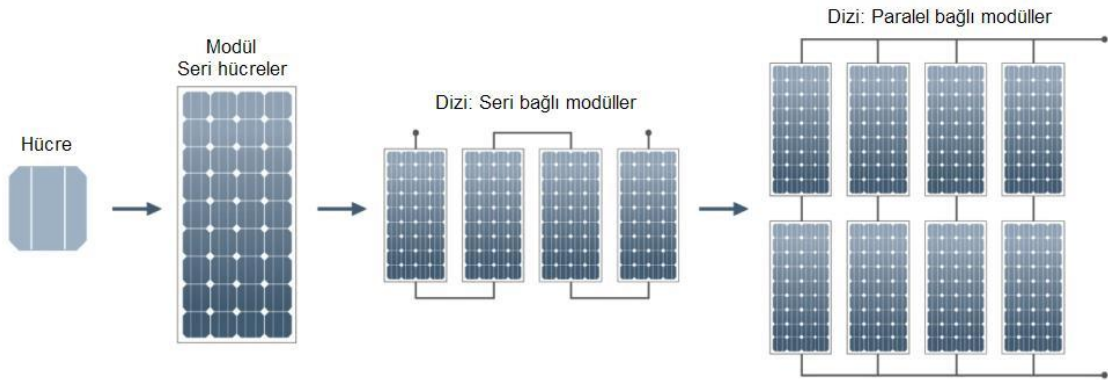 Hücre
Modül
Seri hücreler
Dizi: Seri bağlı modüller
Dizi: Paralel bağlı modüller